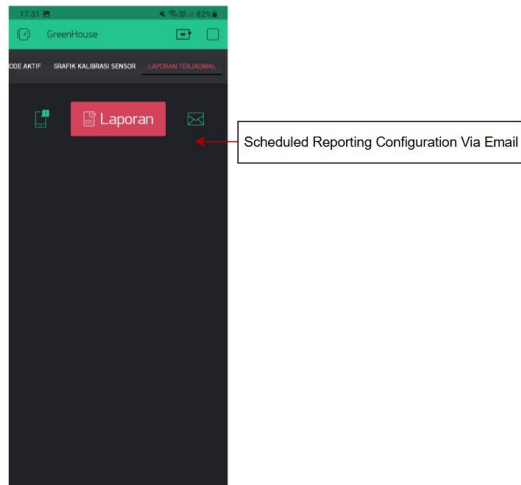 17.31 82%
GreenHouse
ODE AKTIF GRAFIK KALIBRASI SENSOR LAPORAN TERJADWAL
Laporan
Scheduled Reporting Configuration Via Email